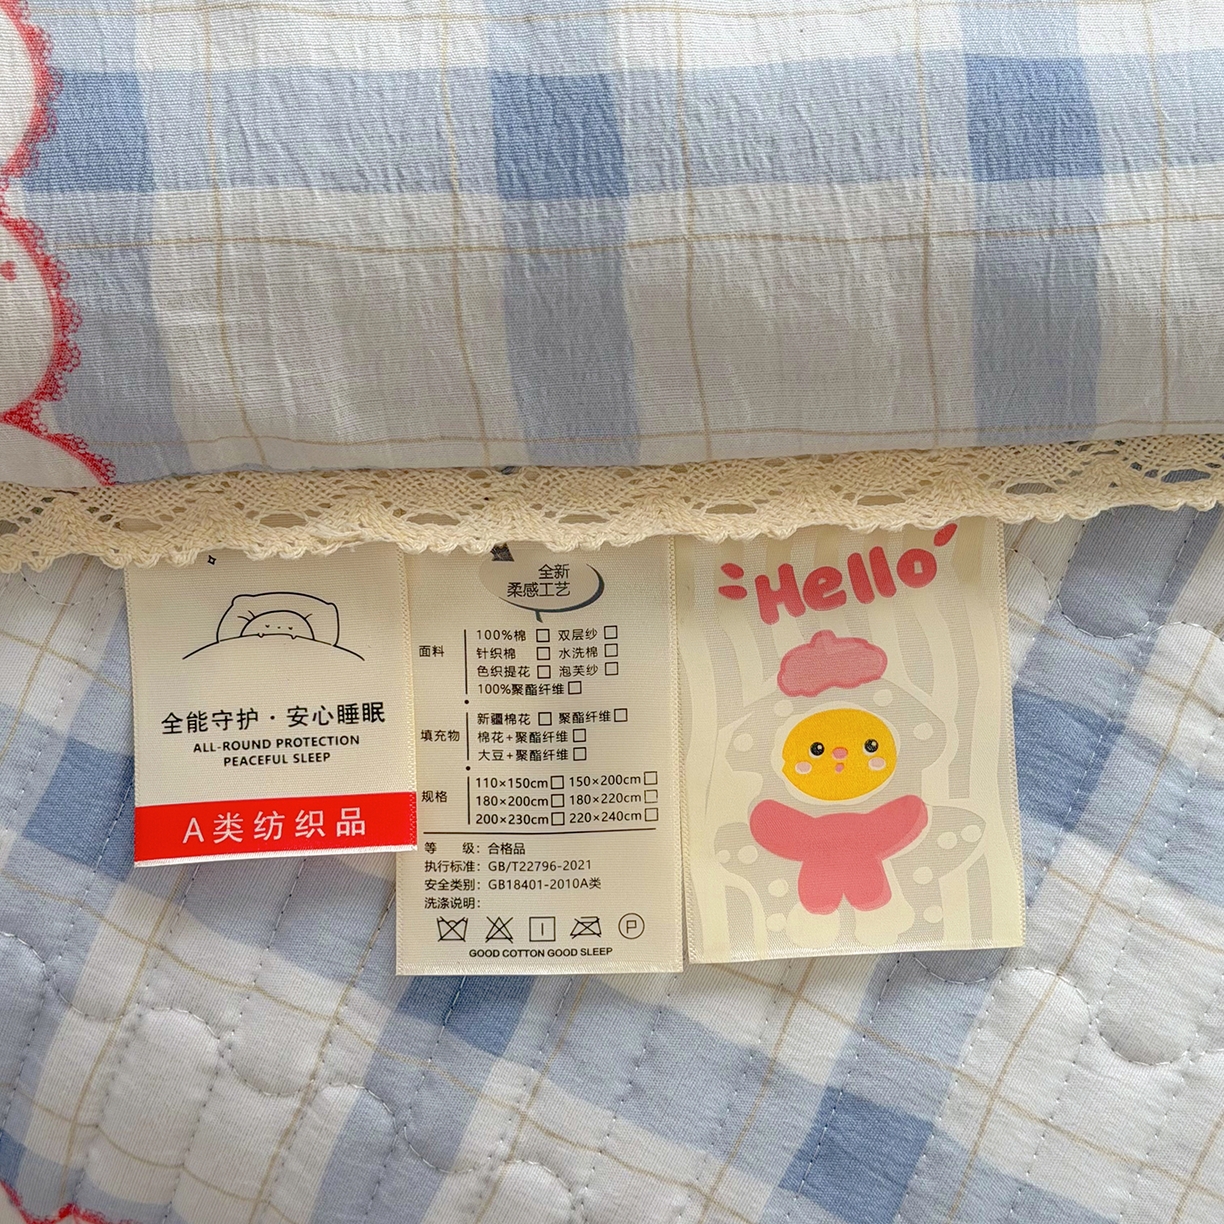 全能守护·安心睡眠
ALL-ROUND PROTECTION
PEACEFUL SLEEP
A类纺织品
全新
柔感工艺
面料
100%棉 □ 双层纱 □
针织棉 □ 水洗棉 □
色织提花 □ 泡芙纱 □
100%聚酯纤维 □
填充物
新疆棉花 □ 聚酯纤维 □
棉花+聚酯纤维 □
大豆+聚酯纤维 □
规格
110×150cm □ 150×200cm □
180×200cm □ 180×220cm □
200×230cm □ 220×240cm □
等 级: 合格品
执行标准: GB/T22796-2021
安全类别: GB18401-2010A类
洗涤说明:
P
GOOD COTTON GOOD SLEEP
Hello